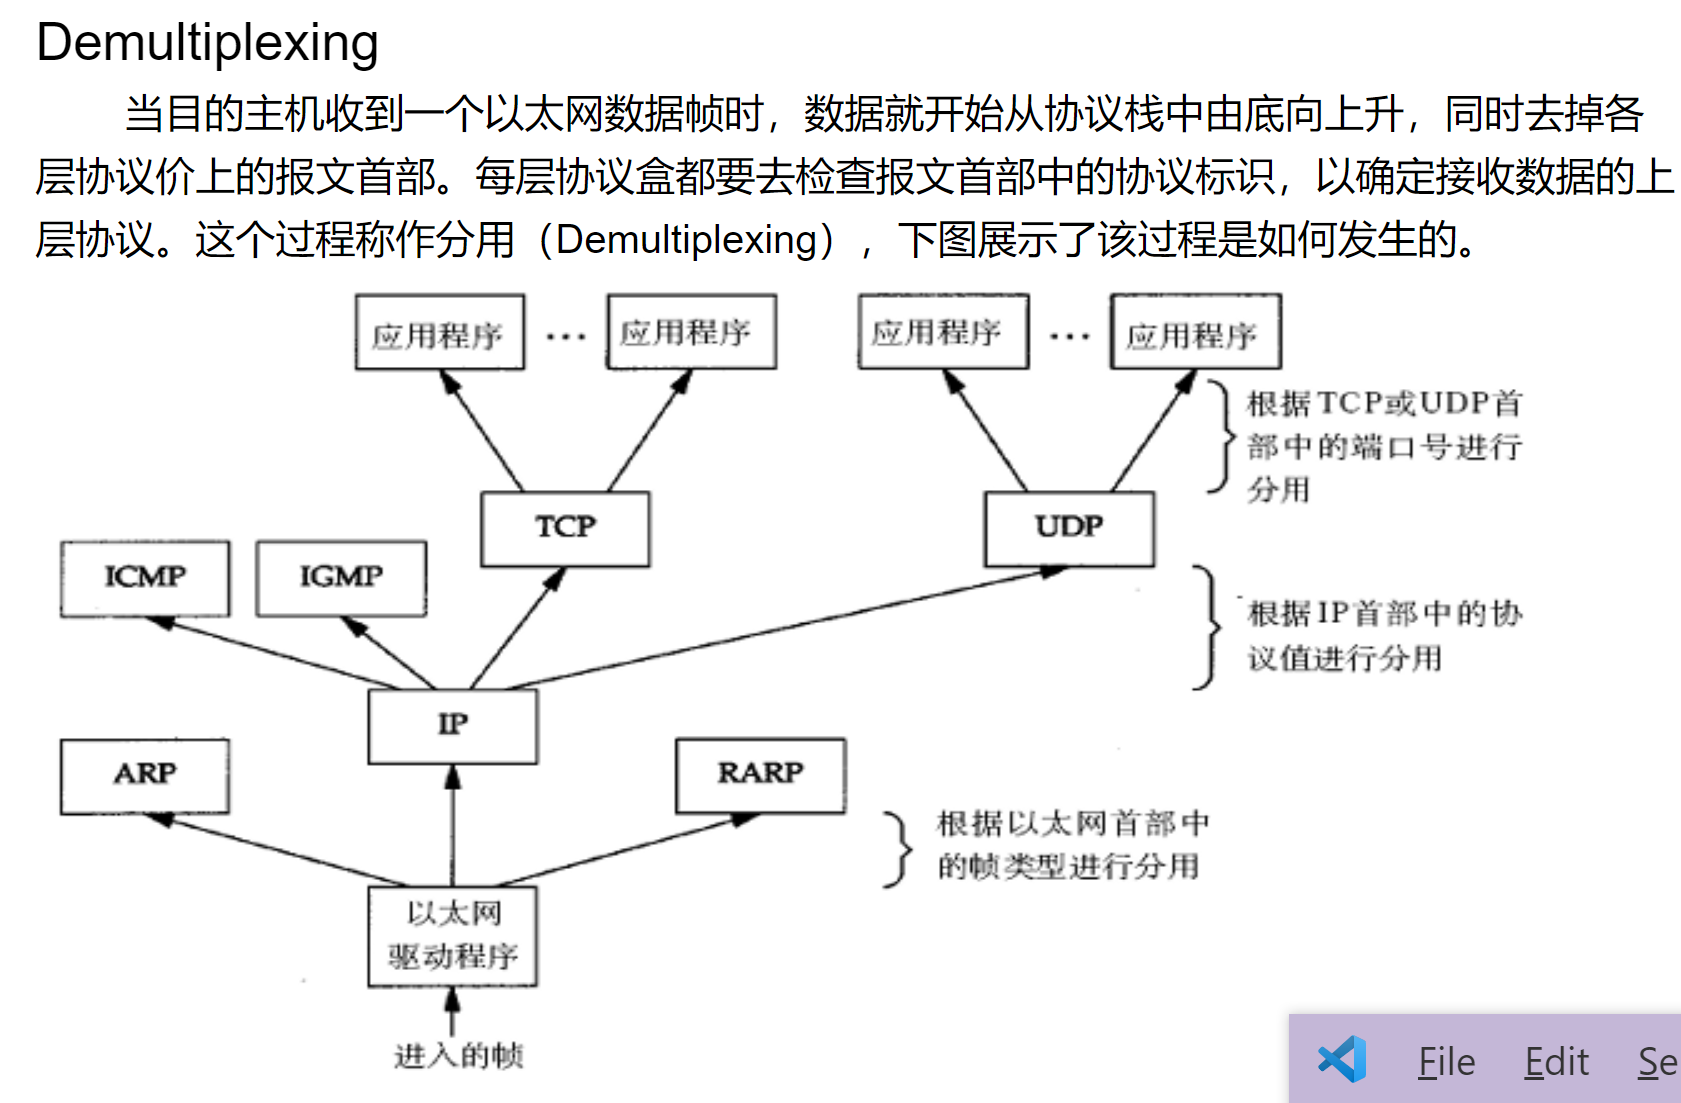 Demultiplexing
当目的主机收到一个以太网数据帧时，数据就开始从协议栈中由底向上升，同时去掉各
层协议价上的报文首部。每层协议盒都要去检查报文首部中的协议标识，以确定接收数据的上
层协议。这个过程称作分用（Demultiplexing），下图展示了该过程是如何发生的。
应用程序 … 应用程序 应用程序 … 应用程序
根据TCP或UDP首
部中的端口号进行
分用
TCP UDP
ICMP IGMP
根据IP首部中的协
议值进行分用
IP
ARP RARP
根据以太网首部中
的帧类型进行分用
以太网
驱动程序
进入的帧
File Edit Se